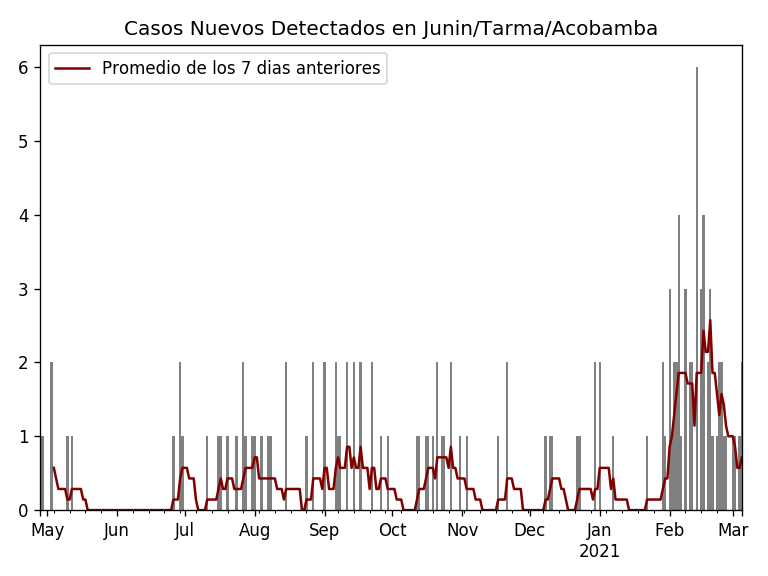 Casos Nuevos Detectados en Junin/Tarma/Acobamba
Promedio de los 7 dias anteriores
6
5
4
3
2
1
0
May Jun Jul Aug Sep Oct Nov Dec Jan Feb Mar
2021